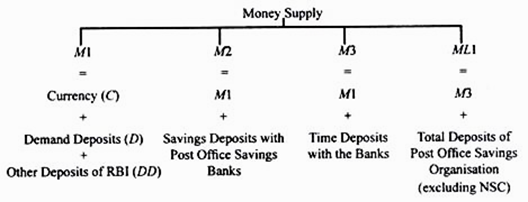 Money Supply
M1 M2 M3 ML1
= = = =
Currency (C) M1 M1 M3
+ + + +
Demand Deposits (D) Savings Deposits with Time Deposits Total Deposits of
+ Post Office Savings with the Banks Post Office Savings
Other Deposits of RBI (DD) Banks Organisation
(excluding NSC)